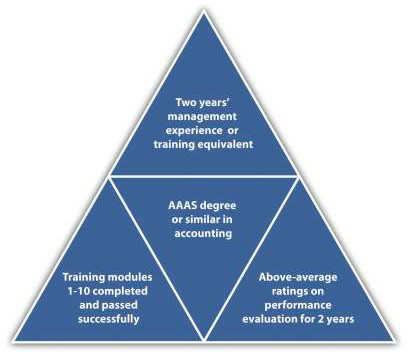 Two years'
management
experience or
training equivalent
AAAS degree
or similar in
accounting
Training modules
1-10 completed
and passed
successfully
Above-average
ratings on
performance
evaluation for 2 years